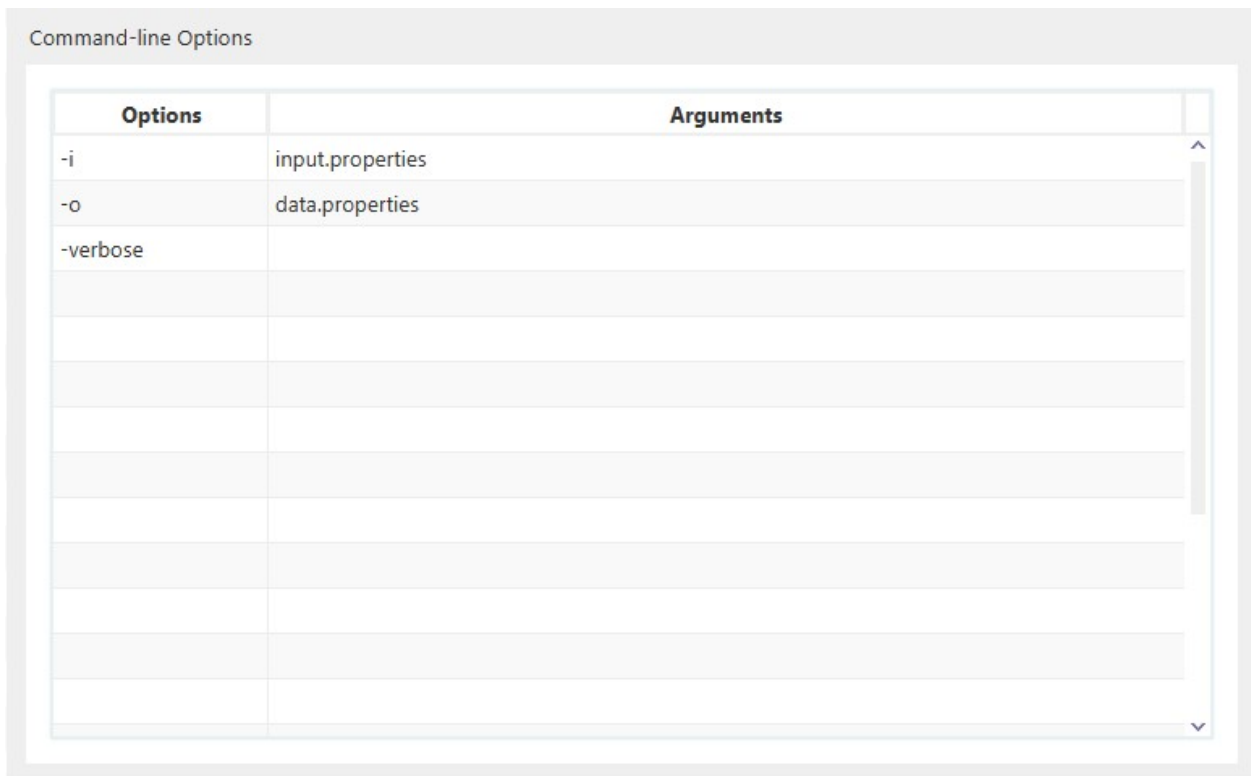 Command-line Options
Options Arguments
-i input.properties
-o data.properties
-verbose